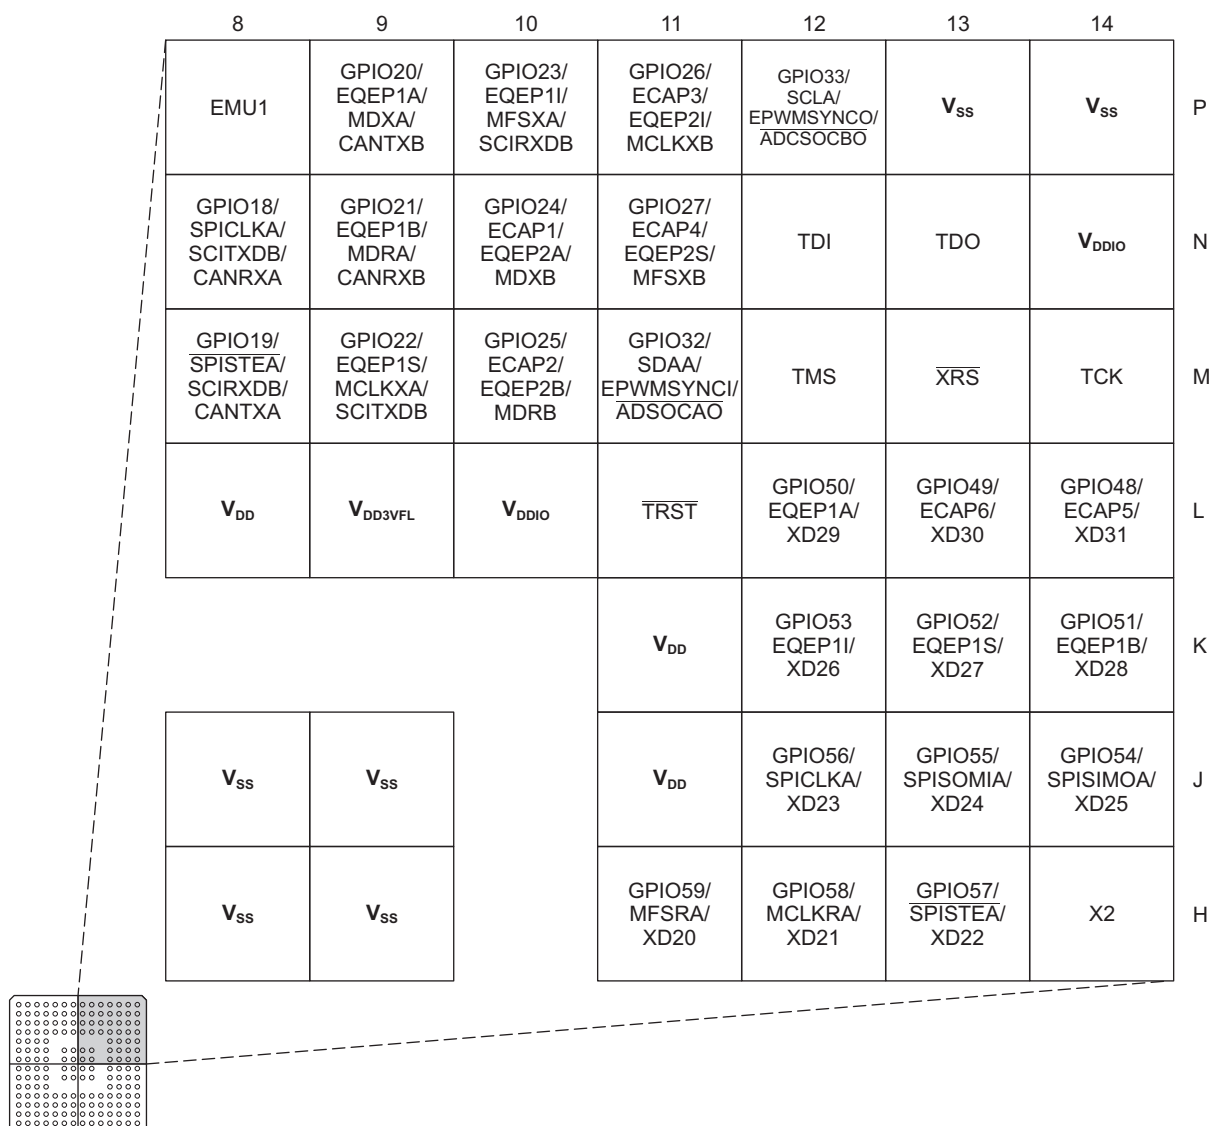 8 9 10 11 12 13 14
EMU1
GPIO20/
EQEP1A/
MDXA/
CANTXB
GPIO23/
EQEP1I/
MFSXA/
SCIRXDB
GPIO26/
ECAP3/
EQEP2I/
MCLKXB
GPIO33/
SCLA/
EPWMSYNCO/
ADCSOCBO
VSS
VSS
P
GPIO18/
SPICLKA/
SCITXDB/
CANRXA
GPIO21/
EQEP1B/
MDRA/
CANRXB
GPIO24/
ECAP1/
EQEP2A/
MDXB
GPIO27/
ECAP4/
EQEP2S/
MFSXB
TDI
TDO
VDDIO
N
GPIO19/
SPISTEA/
SCIRXDB/
CANTXA
GPIO22/
EQEP1S/
MCLKXA/
SCITXDB
GPIO25/
ECAP2/
EQEP2B/
MDRB
GPIO32/
SDAA/
EPWMSYNCI/
ADSOCAO
TMS
XRS
TCK
M
VDD
VDD3VFL
VDDIO
TRST
GPIO50/
EQEP1A/
XD29
GPIO49/
ECAP6/
XD30
GPIO48/
ECAP5/
XD31
L
VDD
GPIO53
EQEP1I/
XD26
GPIO52/
EQEP1S/
XD27
GPIO51/
EQEP1B/
XD28
K
VSS
VSS
VDD
GPIO56/
SPICLKA/
XD23
GPIO55/
SPISOMIA/
XD24
GPIO54/
SPISIMOA/
XD25
J
VSS
VSS
GPIO59/
MFSRA/
XD20
GPIO58/
MCLKRA/
XD21
GPIO57/
SPISTEA/
XD22
X2
H